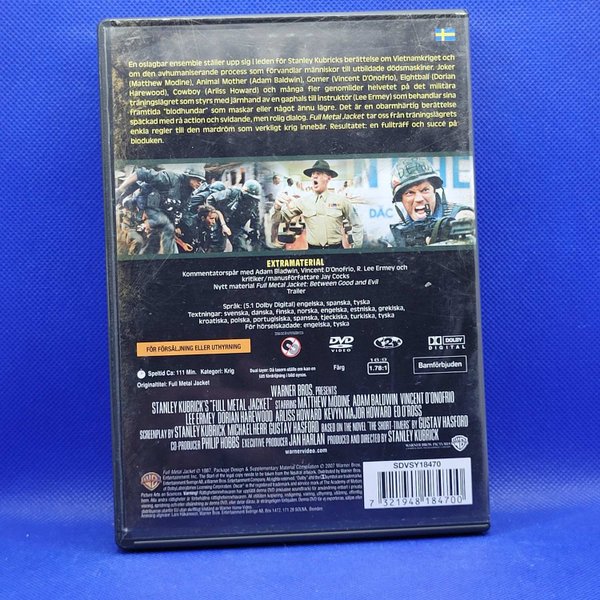 En oslagbar ensemble ställer upp sig i leden för Stanley Kubricks berättelse om Vietnamkriget och
om den avhumaniserande process som förvandlar människor till utbildade dödsmaskiner. Joker
(Matthew Modine), Animal Mother (Adam Baldwin), Gomer (Vincent D'Onofrio), Eightball (Dorian
Harewood), Cowboy (Arliss Howard) och många fler genomlider helvetet på det militära
träningslägret som styrs med järnhand av en gaphals till instruktör (Lee Ermey) som behandlar sina
framtida "blodhundar" som maskar eller något ännu lägre. Det är en obarmhärtig berättelse
späckad med rå action och svidande, men rolig dialog. Full Metal Jacket tar oss från träningslägrets
enkla regler till den mardröm som verkligt krig innebär. Resultatet: en fullträff och succé på
bioduken.
DAC
EXTRAMATERIAL
Kommentatorspår med Adam Bladwin, Vincent D'Onofrio, R. Lee Ermey och
kritiker/manusförfattare Jay Cocks
Nytt material Full Metal Jacket: Between Good and Evil
Trailer
Språk: (5.1 Dolby Digital) engelska, spanska, tyska
Textningar: svenska, danska, finska, norska, engelska, estniska, grekiska,
kroatiska, polska, portugisiska, spanska, tjeckiska, turkiska, tyska
För hörselskadade: engelska, tyska
FÖR FÖRSÄLJNING ELLER UTHYRNING
DVD
VIDEO
16:9
1.78:1
DOLBY
DIGITAL
Speltid Ca: 111 Min. Kategori: Krig
Originaltitel: Full Metal Jacket
Färg
Barnförbjuden
WARNER BROS. PRESENTS
STANLEY KUBRICK'S "FULL METAL JACKET" STARRING MATTHEW MODINE ADAM BALDWIN VINCENT D'ONOFRIO
LEE ERMEY DORIAN HAREWOOD ARLISS HOWARD KEVYN MAJOR HOWARD ED O'ROSS
SCREENPLAY BY STANLEY KUBRICK MICHAEL HERR GUSTAV HASFORD BASED ON THE NOVEL "THE SHORT-TIMERS" BY GUSTAV HASFORD
CO-PRODUCER PHILIP HOBBS EXECUTIVE PRODUCER JAN HARLAN PRODUCED AND DIRECTED BY STANLEY KUBRICK
warnervideo.com
WARNER BROS. PICTURES
SDVSY18470
7 321948 184700